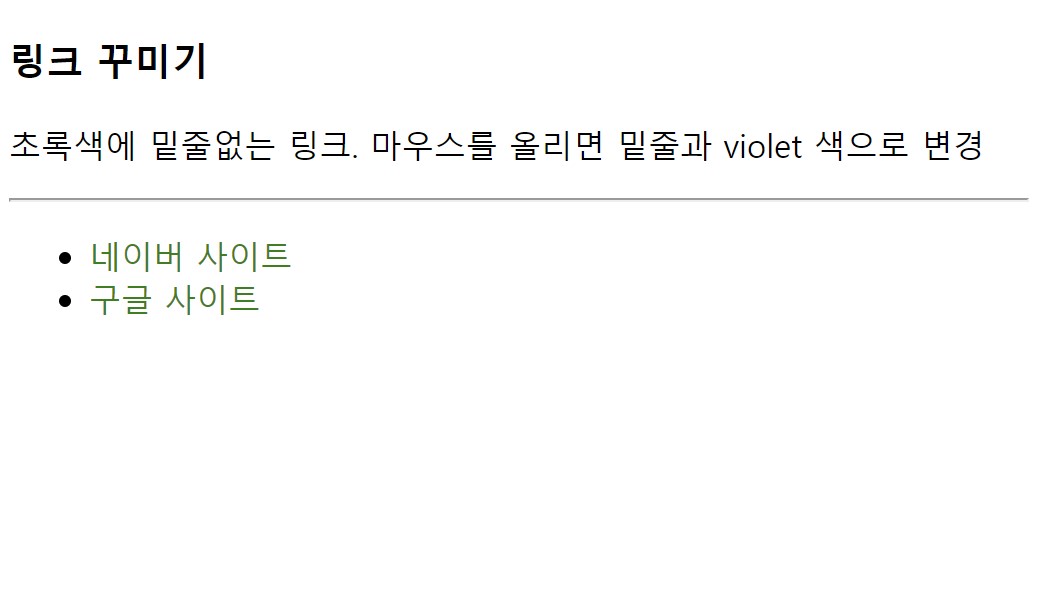 링크 꾸미기
초록색에 밑줄없는 링크. 마우스를 올리면 밑줄과 violet 색으로 변경
네이버 사이트
구글 사이트